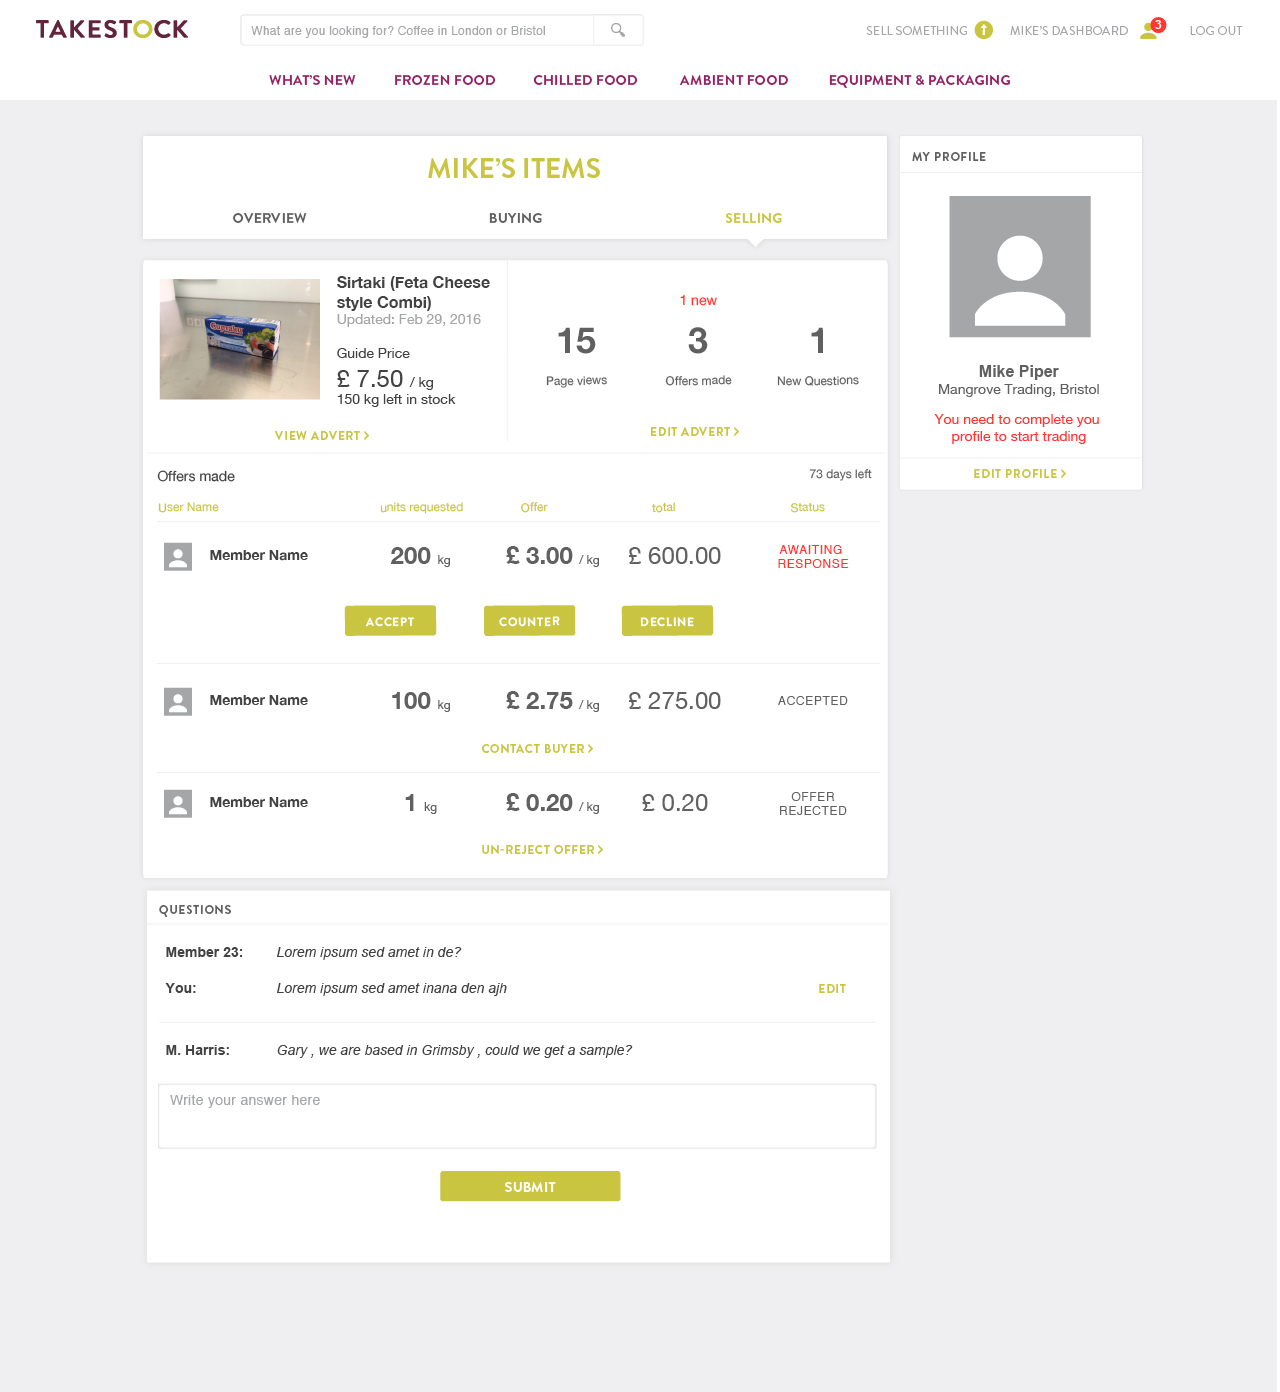 TAKESTOCK
What are you looking for? Coffee in London or Bristol
SELL SOMETHING
MIKE'S DASHBOARD
3
LOG OUT
WHAT'S NEW
FROZEN FOOD
CHILLED FOOD
AMBIENT FOOD
EQUIPMENT & PACKAGING
MIKE'S ITEMS
OVERVIEW
BUYING
SELLING
Sirtaki (Feta Cheese
style Combi)
Updated: Feb 29, 2016
Guide Price
£ 7.50 / kg
150 kg left in stock
VIEW ADVERT >
1 new
15
3
1
Page views
Offers made
New Questions
EDIT ADVERT >
Offers made
73 days left
User Name
units requested
Offer
total
Status
Member Name
200 kg
£ 3.00 / kg
£ 600.00
AWAITING
RESPONSE
ACCEPT
COUNTER
DECLINE
Member Name
100 kg
£ 2.75 / kg
£ 275.00
ACCEPTED
CONTACT BUYER >
Member Name
1 kg
£ 0.20 / kg
£ 0.20
OFFER
REJECTED
UN-REJECT OFFER >
QUESTIONS
Member 23:
Lorem ipsum sed amet in de?
You:
Lorem ipsum sed amet inana den ajh
EDIT
M. Harris:
Gary , we are based in Grimsby , could we get a sample?
Write your answer here
SUBMIT
MY PROFILE
Mike Piper
Mangrove Trading, Bristol
You need to complete you
profile to start trading
EDIT PROFILE >